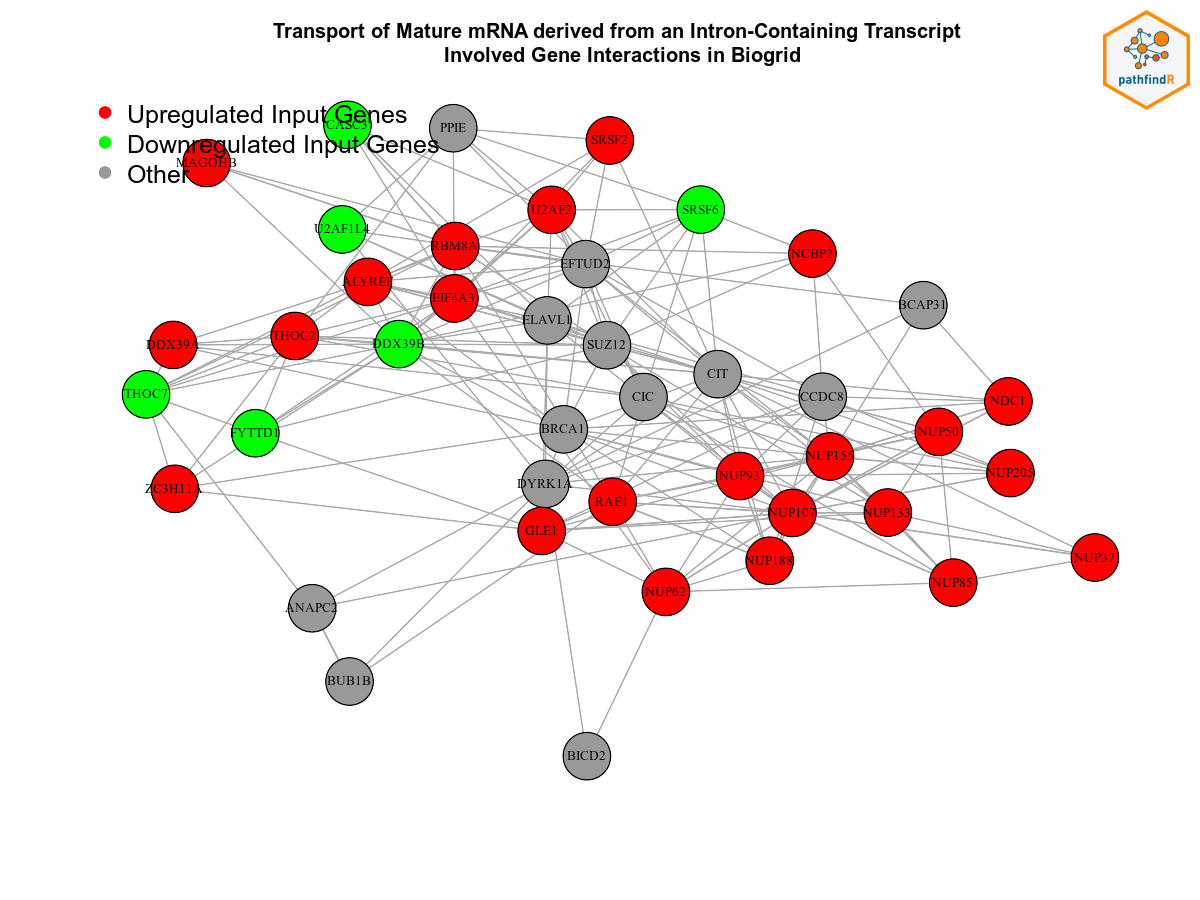 Transport of Mature mRNA derived from an Intron-Containing Transcript
Involved Gene Interactions in Biogrid
pathfindR
Upregulated Input Genes
Downregulated Input Genes
Other
CASC3
PPIE
SRSF2
MAGOHB
U2AF2
SRSF6
U2AF1L4
RBM8A
NCBP2
EFTUD2
ALYREF
EIF4A3
BCAP31
ELAVL1
THOC2
DDX39A
DDX39B
SUZ12
CIT
THOC7
CIC
CCDC8
NDC1
FYTTD1
BRCA1
NUP50
NUP155
NUP205
NUP93
ZC3H11A
DYRK1A
RAE1
NUP107
NUP133
GLE1
NUP188
NUP37
NUP85
NUP62
ANAPC2
BUB1B
BICD2